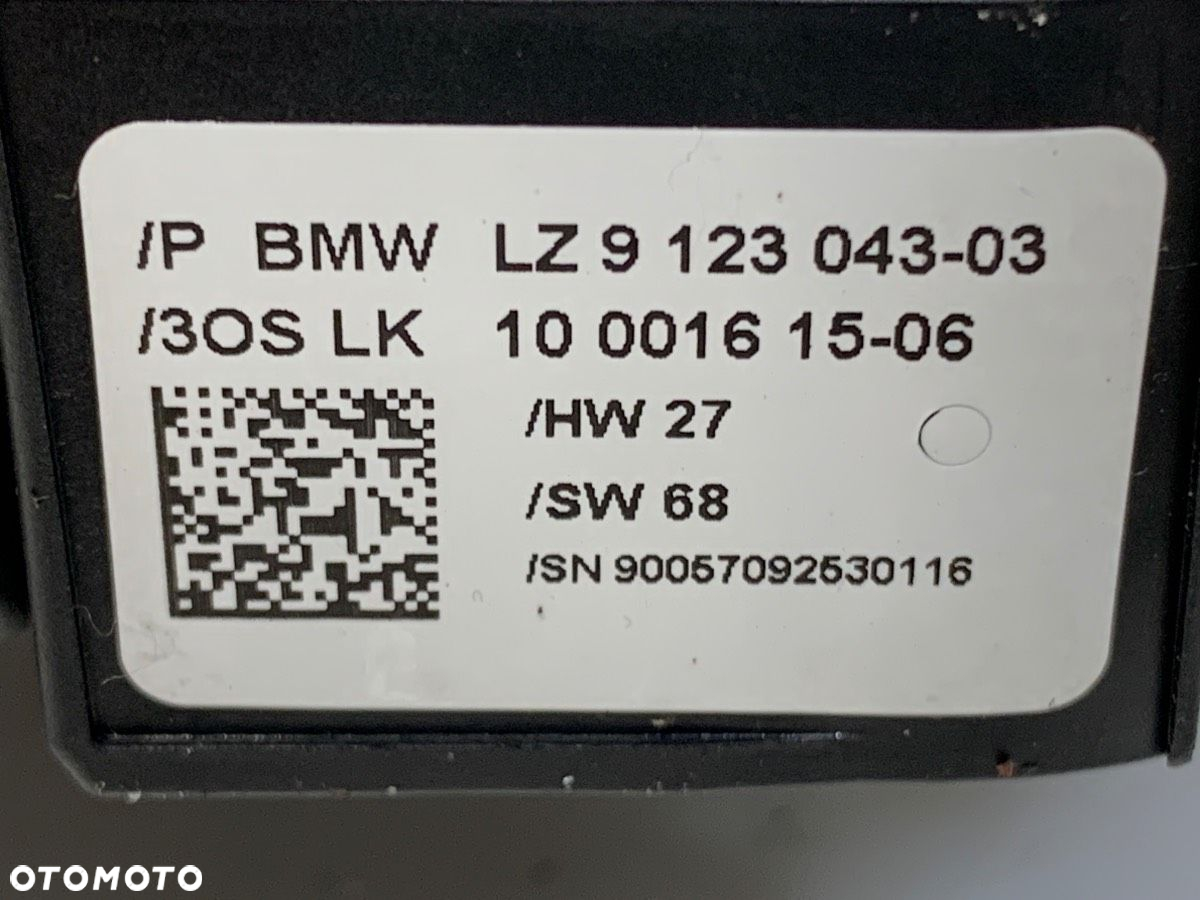 /P BMW LZ 9 123 043-03
/3OS LK 10 0016 15-06
/HW 27
/SW 68
/SN 90057092530116
OTOMOTO